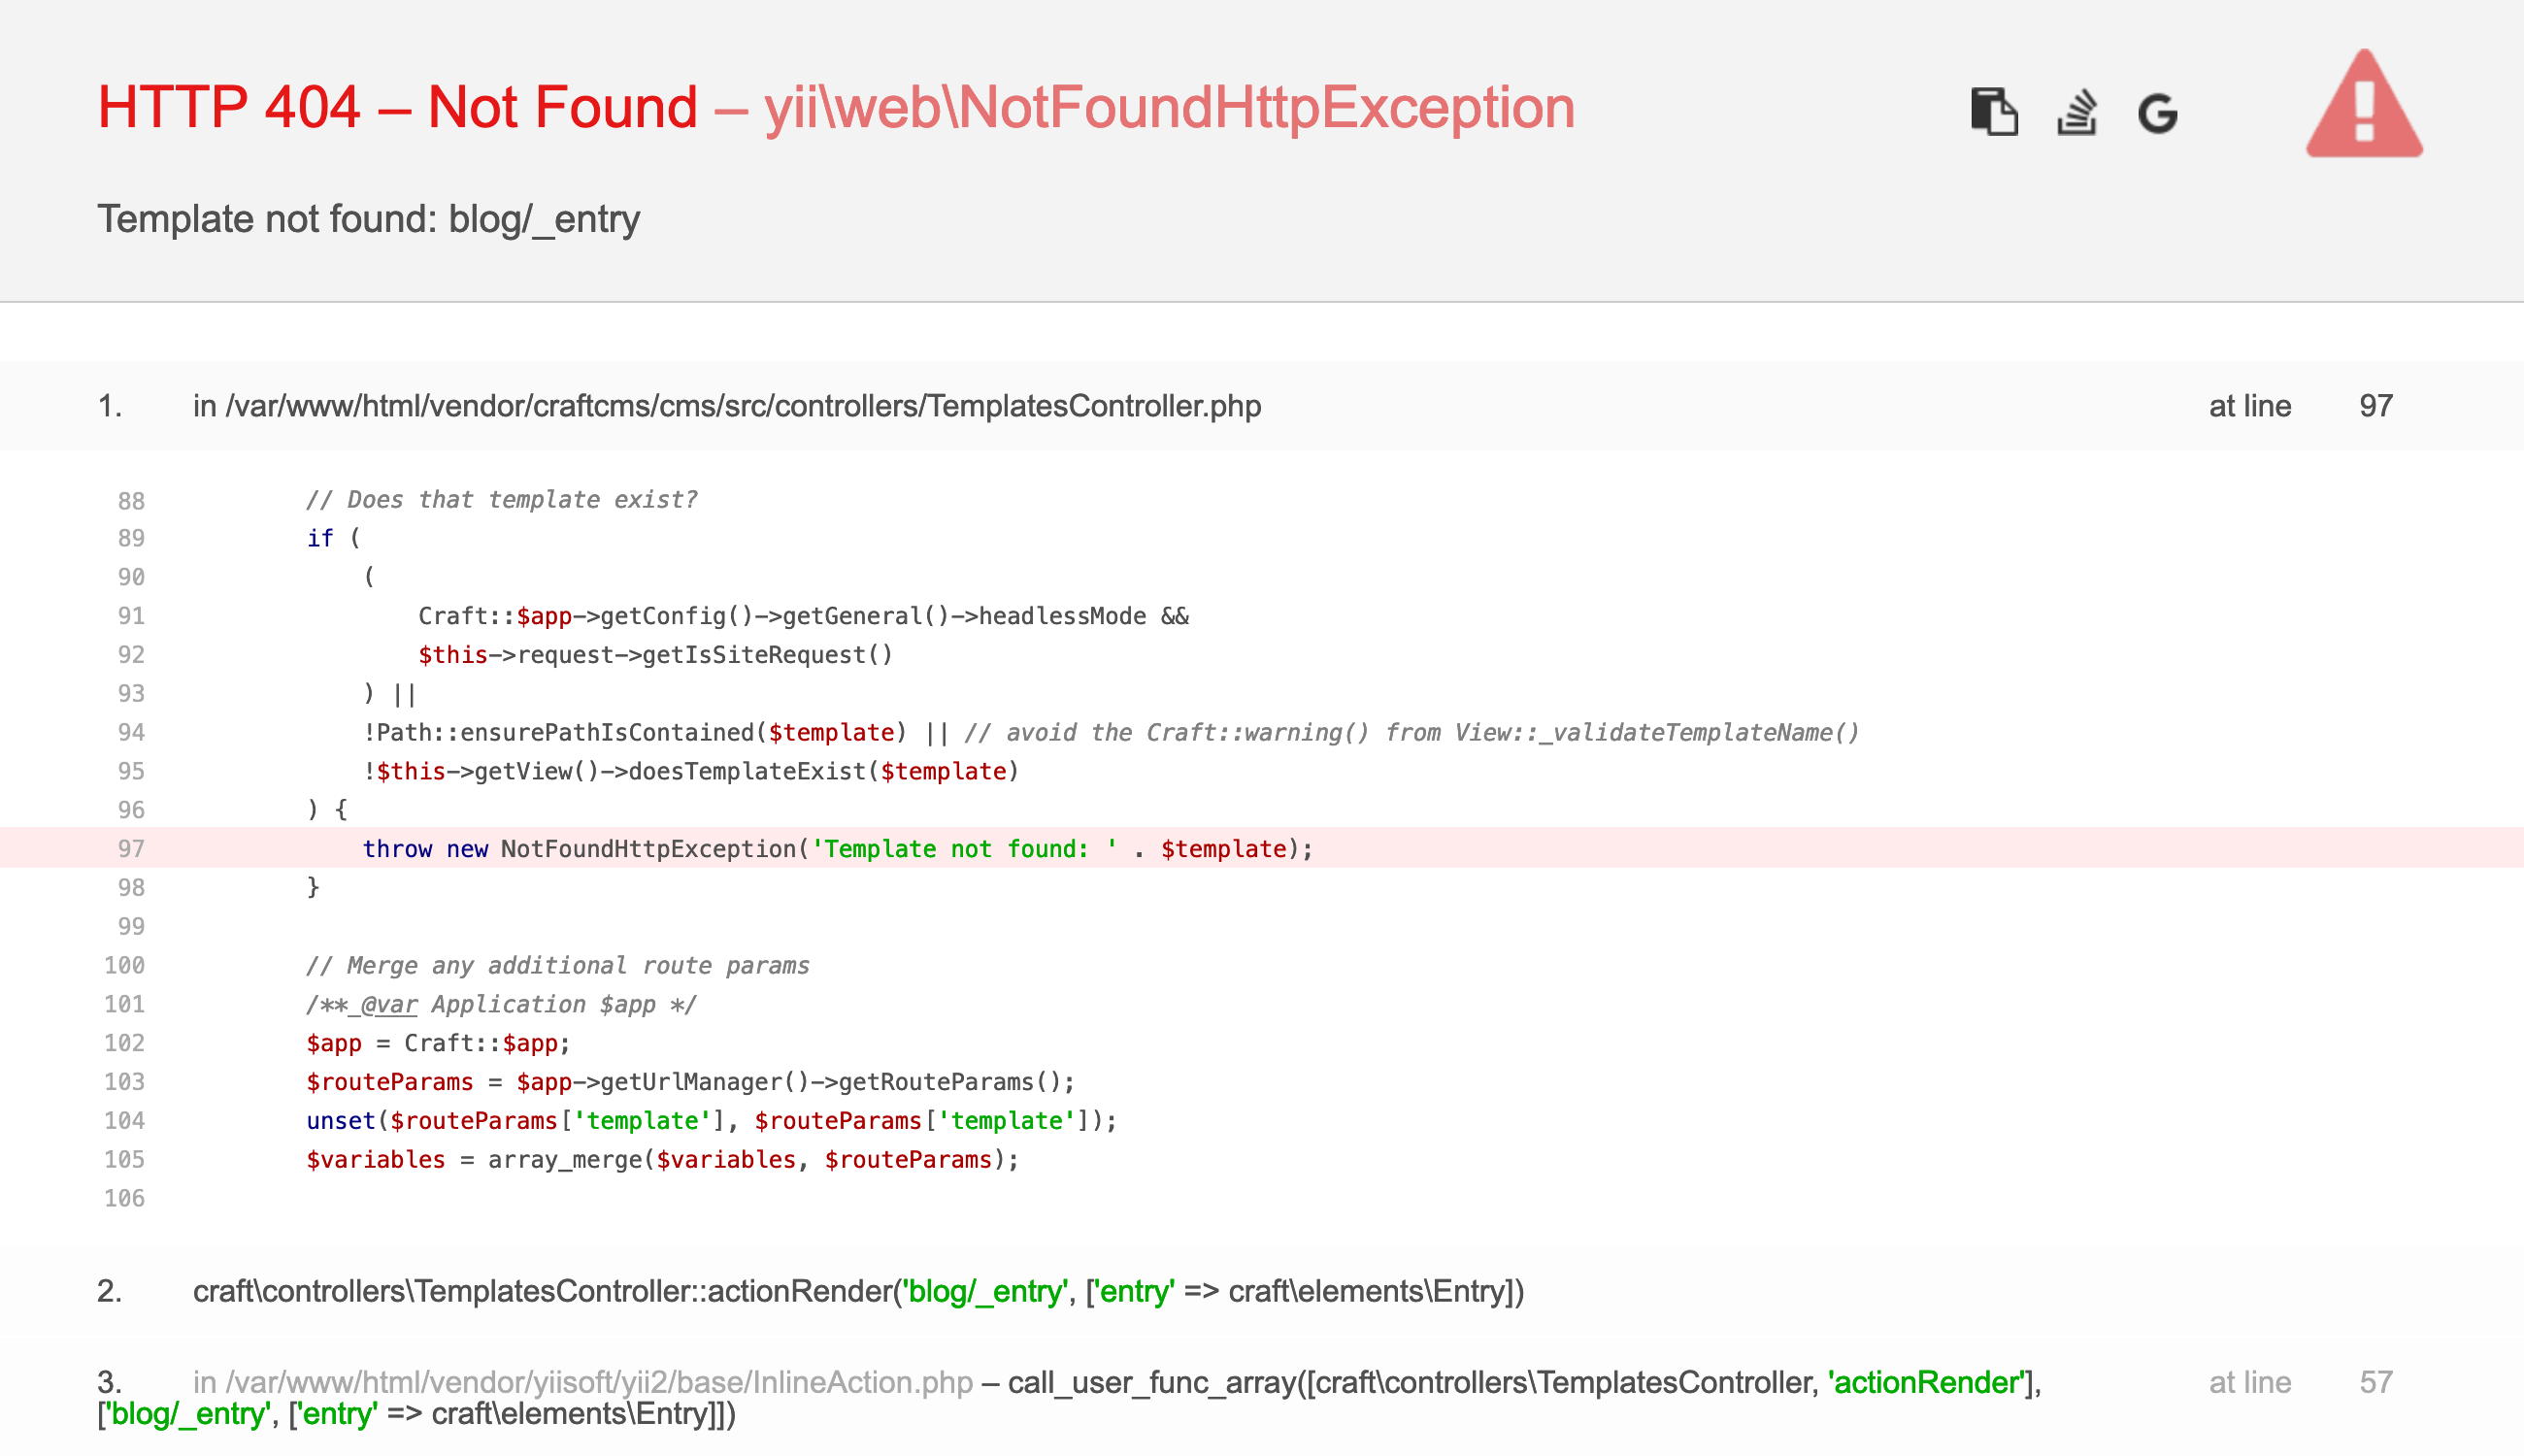 HTTP 404 – Not Found – yii\web\NotFoundHttpException
Template not found: blog/_entry
1. in /var/www/html/vendor/craftcms/cms/src/controllers/TemplatesController.php at line 97
88 // Does that template exist?
89 if (
90 (
91 Craft::$app->getConfig()->getGeneral()->headlessMode &&
92 $this->request->getIsSiteRequest()
93 ) ||
94 !Path::ensurePathIsContained($template) || // avoid the Craft::warning() from View::_validateTemplateName()
95 !$this->getView()->doesTemplateExist($template)
96 ) {
97 throw new NotFoundHttpException('Template not found: ' . $template);
98 }
99
100 // Merge any additional route params
101 /** @var Application $app */
102 $app = Craft::$app;
103 $routeParams = $app->getUrlManager()->getRouteParams();
104 unset($routeParams['template'], $routeParams['template']);
105 $variables = array_merge($variables, $routeParams);
106
2. craft\controllers\TemplatesController::actionRender('blog/_entry', ['entry' => craft\elements\Entry])
3. in /var/www/html/vendor/yiisoft/yii2/base/InlineAction.php – call_user_func_array([craft\controllers\TemplatesController, 'actionRender'], at line 57
['blog/_entry', ['entry' => craft\elements\Entry]])